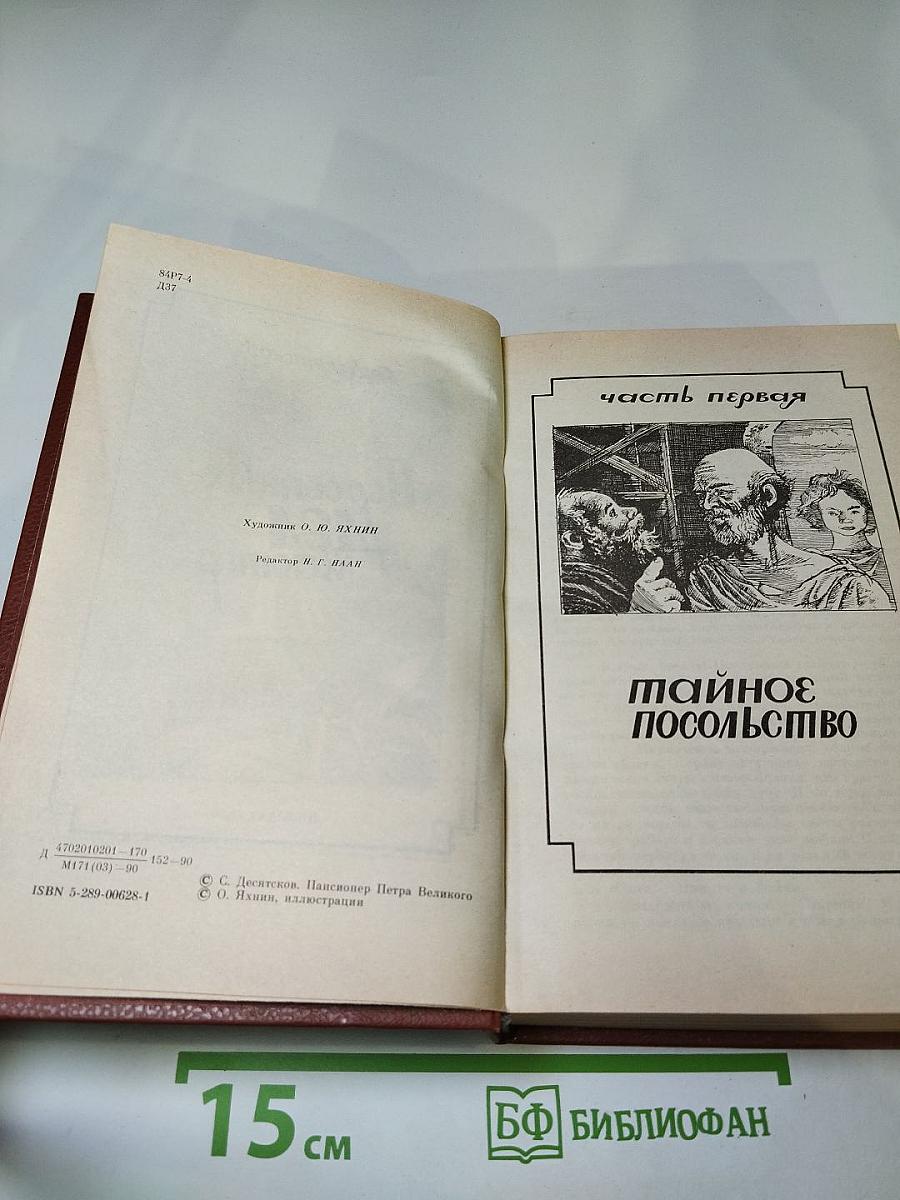 84Р7-4
Д37
Художник О. Ю. ЯХНИН
Редактор Н. Г. НААН
Д 4702010201—170
М171(03)—90
152—90
ISBN 5-289-00628-1
© С. Десятсков. Пансионер Петра Великого
© О. Яхнин, иллюстрации
часть первая
тайное
посольство
15 см
БФ БИБЛИОФАН